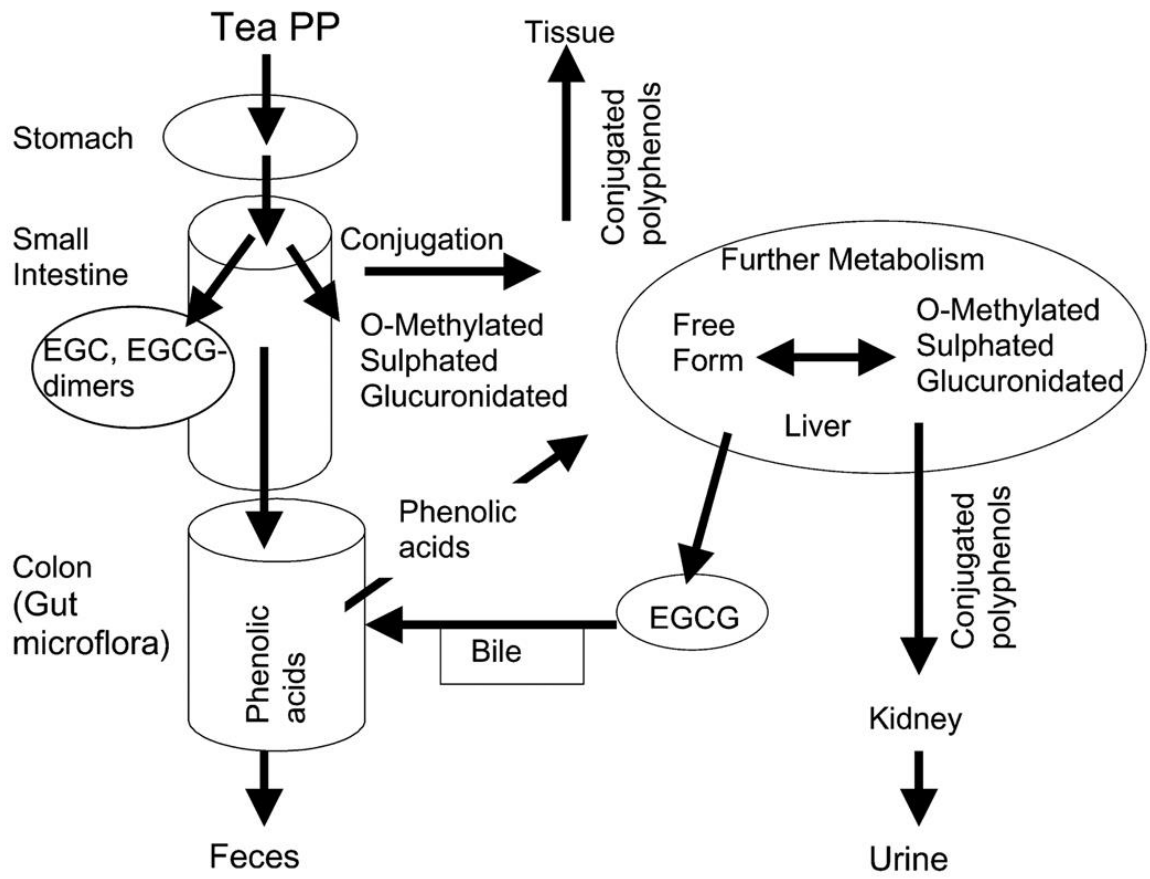 Tea PP
Tissue
Stomach
Conjugated
polyphenols
Small
Intestine
Conjugation
Further Metabolism
EGC, EGCG-
dimers
O-Methylated
Sulphated
Glucuronidated
Free
Form
O-Methylated
Sulphated
Glucuronidated
Liver
Phenolic
acids
Conjugated
polyphenols
Colon
(Gut
microflora)
Phenolic
acids
EGCG
Bile
Kidney
Feces
Urine